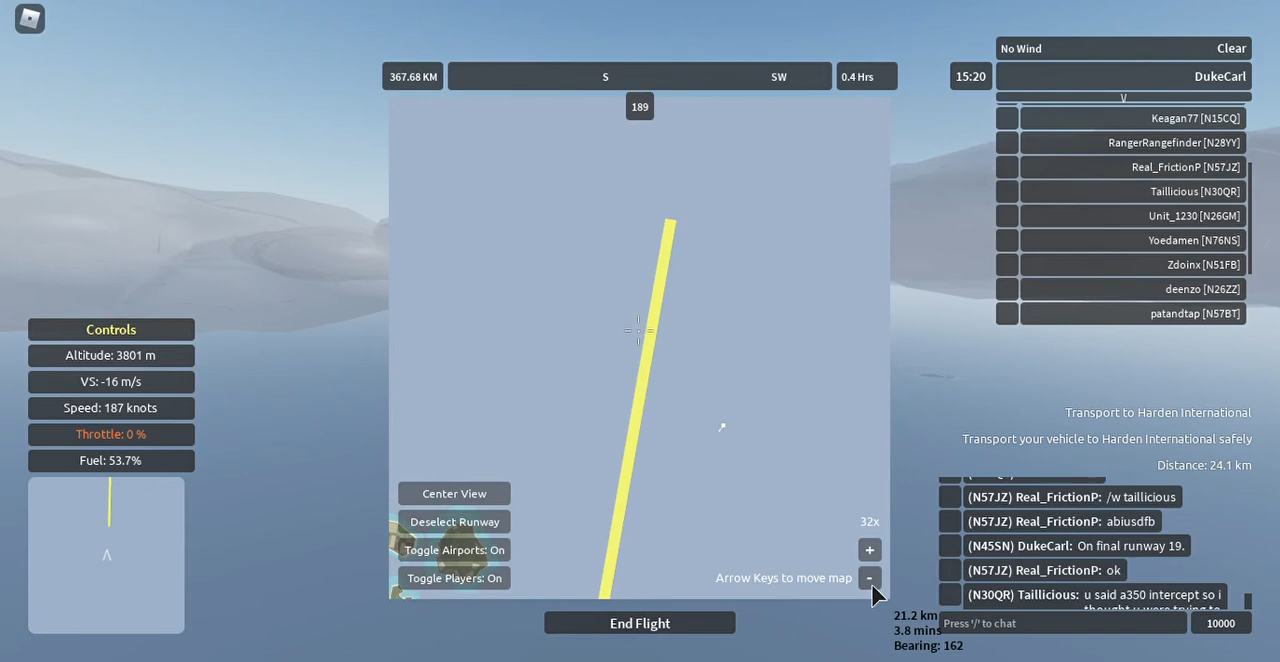 No Wind Clear
367.68 KM S SW 0.4 Hrs 15:20 DukeCarl
V
189
Keagan77 [N15CQ]
RangerRangefinder [N28YY]
Real_FrictionP [N57JZ]
Taillicious [N30QR]
Unit_1230 [N26GM]
Yoedamen [N76NS]
Zdoinx [N51FB]
deenzo [N26ZZ]
patandtap [N57BT]
Controls
Altitude: 3801 m
VS: -16 m/s
Speed: 187 knots
Throttle: 0 %
Fuel: 53.7%
Λ
Center View
Deselect Runway
Toggle Airports: On
Toggle Players: On
32x
+
Arrow Keys to move map -
End Flight
Transport to Harden International
Transport your vehicle to Harden International safely
Distance: 24.1 km
(N57JZ) Real_FrictionP: /w taillicious
(N57JZ) Real_FrictionP: abiusdfb
(N45SN) DukeCarl: On final runway 19.
(N57JZ) Real_FrictionP: ok
(N30QR) Taillicious: u said a350 intercept so i
thought u were trying to
21.2 km
3.8 mins
Bearing: 162
Press '/' to chat 10000